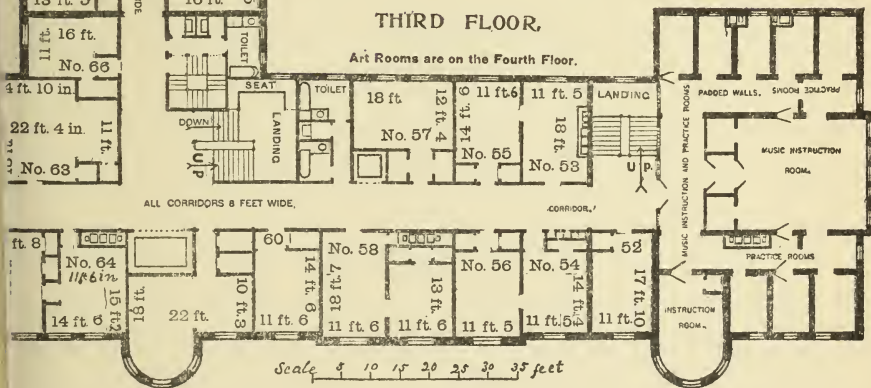 THIRD FLOOR.
Art Rooms are on the Fourth Floor.
16 ft.
11 ft.
No. 66
TOILET
4 ft. 10 in.
22 ft. 4 in.
11 ft.
No. 63
SEAT
DOWN
Up
LANDING
TOILET
18 ft.
12 ft. 4
No. 57
14 ft. 6
11 ft. 6
No. 55
11 ft. 5
18 ft.
No. 53
LANDING
Up.
MUSIC INSTRUCTION AND PRACTICE ROOMS
PADDED WALLS.
PRACTICE ROOMS
MUSIC INSTRUCTION
ROOM.
ALL CORRIDORS 8 FEET WIDE.
CORRIDOR.
ft. 8
No. 64
11 ft 6 in
15 ft 2
14 ft. 6
18 ft.
22 ft.
10 ft. 3
60
14 ft. 6
11 ft. 6
No. 58
18 ft. 7
11 ft. 6
13 ft.
11 ft. 6
No. 56
11 ft. 5
No. 54
14 ft. 4
11 ft. 5
52
17 ft. 10
11 ft.
PRACTICE ROOMS
INSTRUCTION
ROOM.
Scale 5 10 15 20 25 30 35 feet